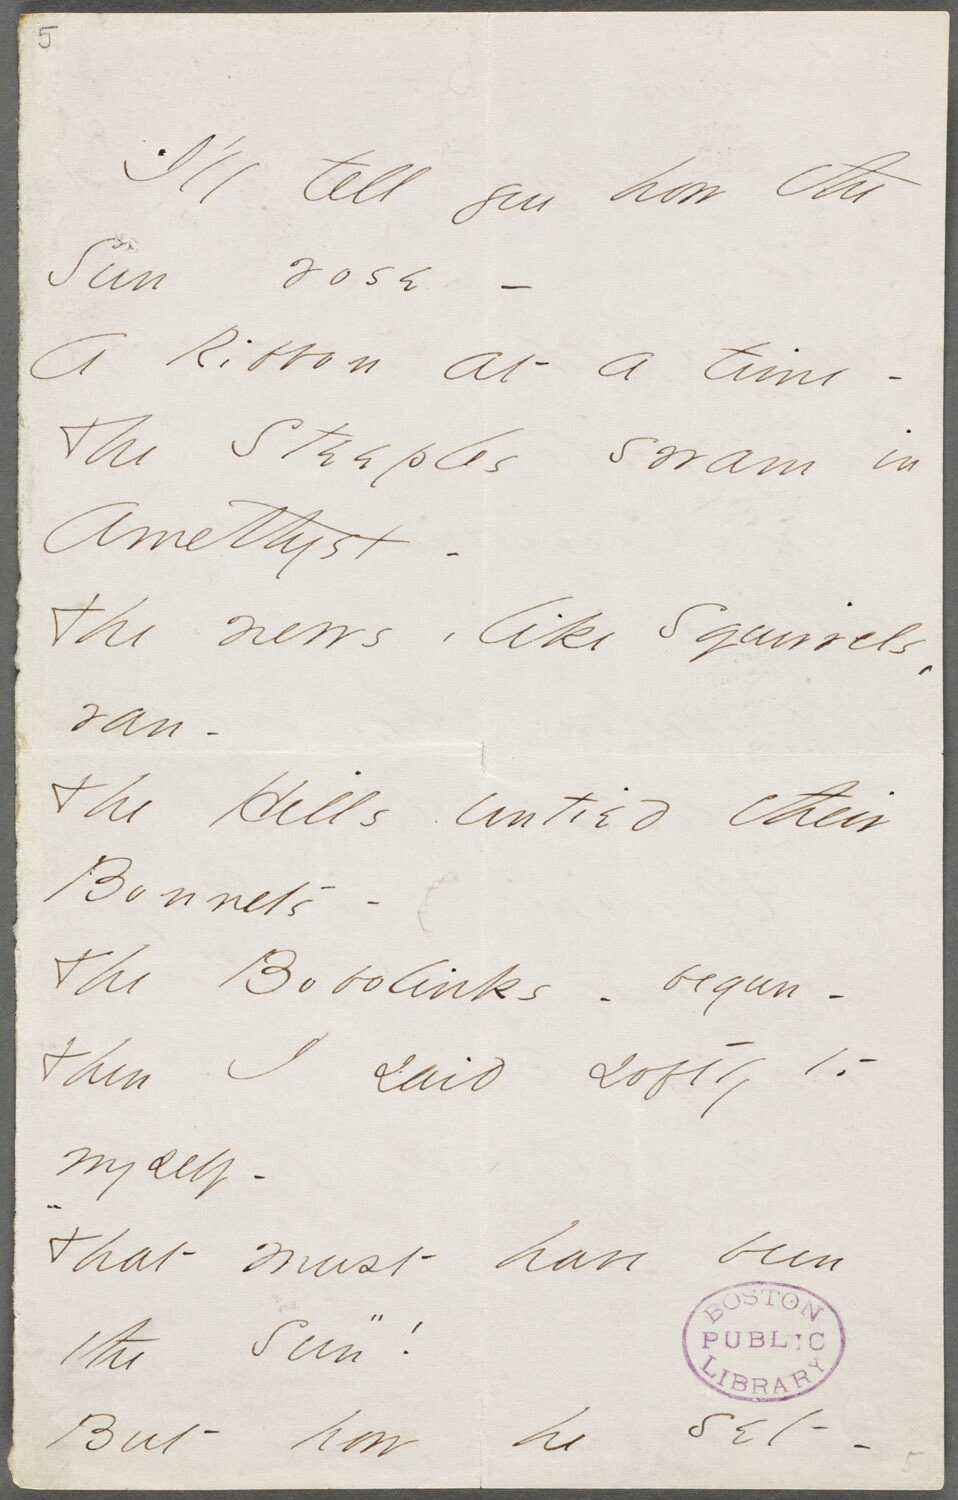 5
I'll tell you how the
Sun rose –
A Ribbon at a time –
The Steeples swam in
Amethyst –
The news, like Squirrels,
ran –
The Hills untied their
Bonnets –
The Bobolinks – begun –
Then I said softly to
myself –
"That must have been
the Sun"!
BOSTON
PUBLIC
LIBRARY
But how he set –
5